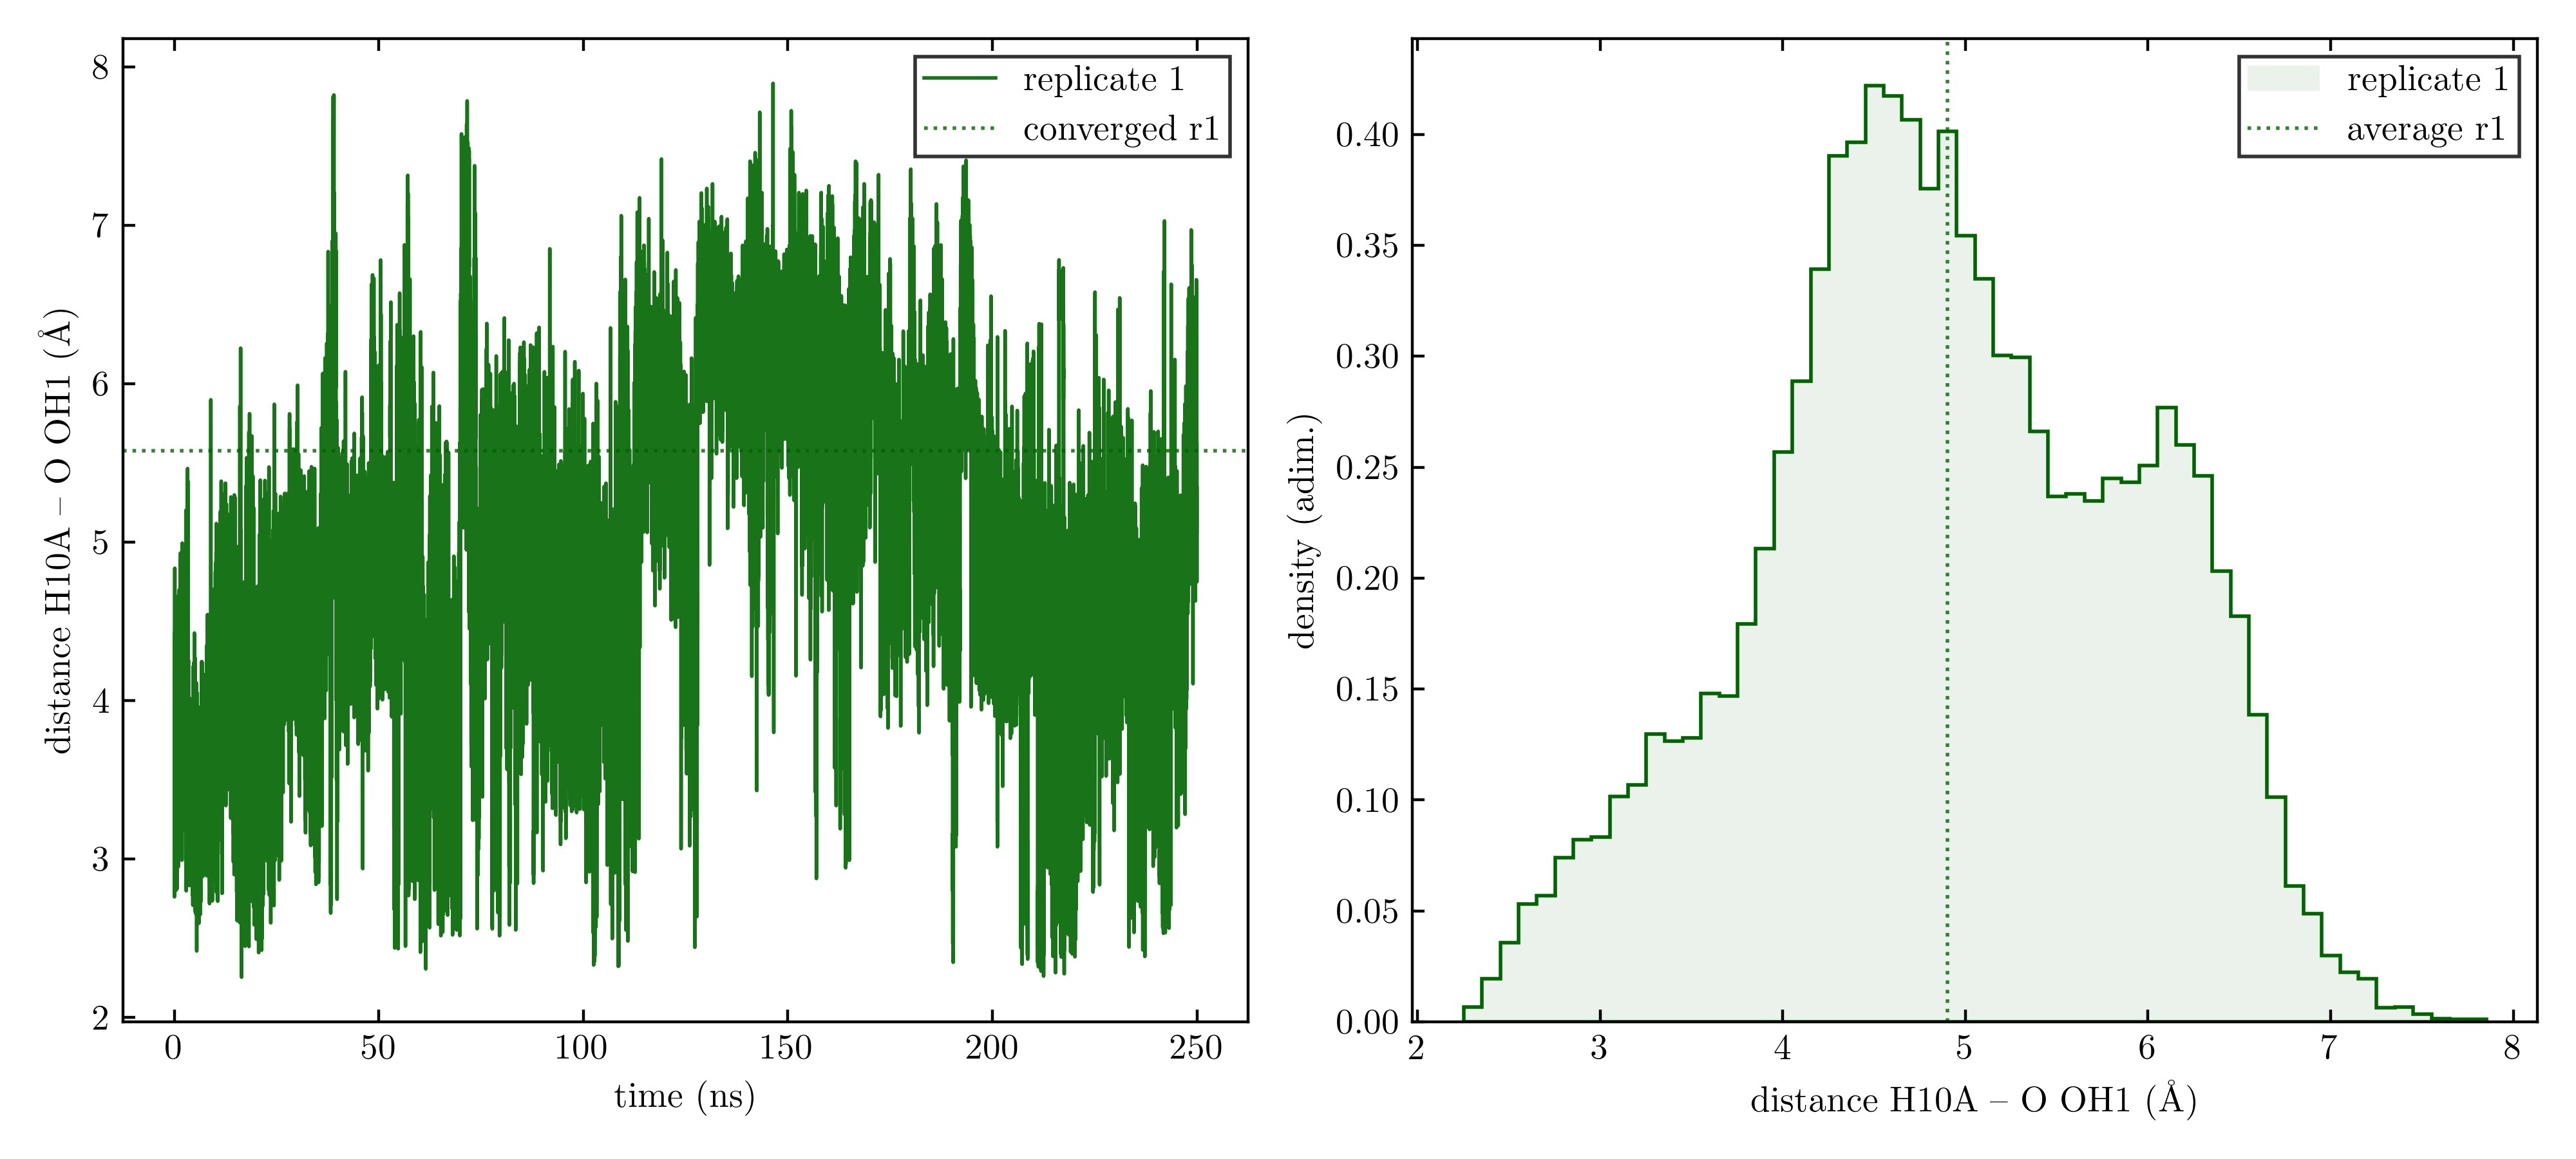 8
7
6
5
4
3
2
distance H10A – O OH1 (Å)
0 50 100 150 200 250
time (ns)
replicate 1
converged r1
0.40
0.35
0.30
0.25
0.20
0.15
0.10
0.05
0.00
density (adim.)
2 3 4 5 6 7 8
distance H10A – O OH1 (Å)
replicate 1
average r1